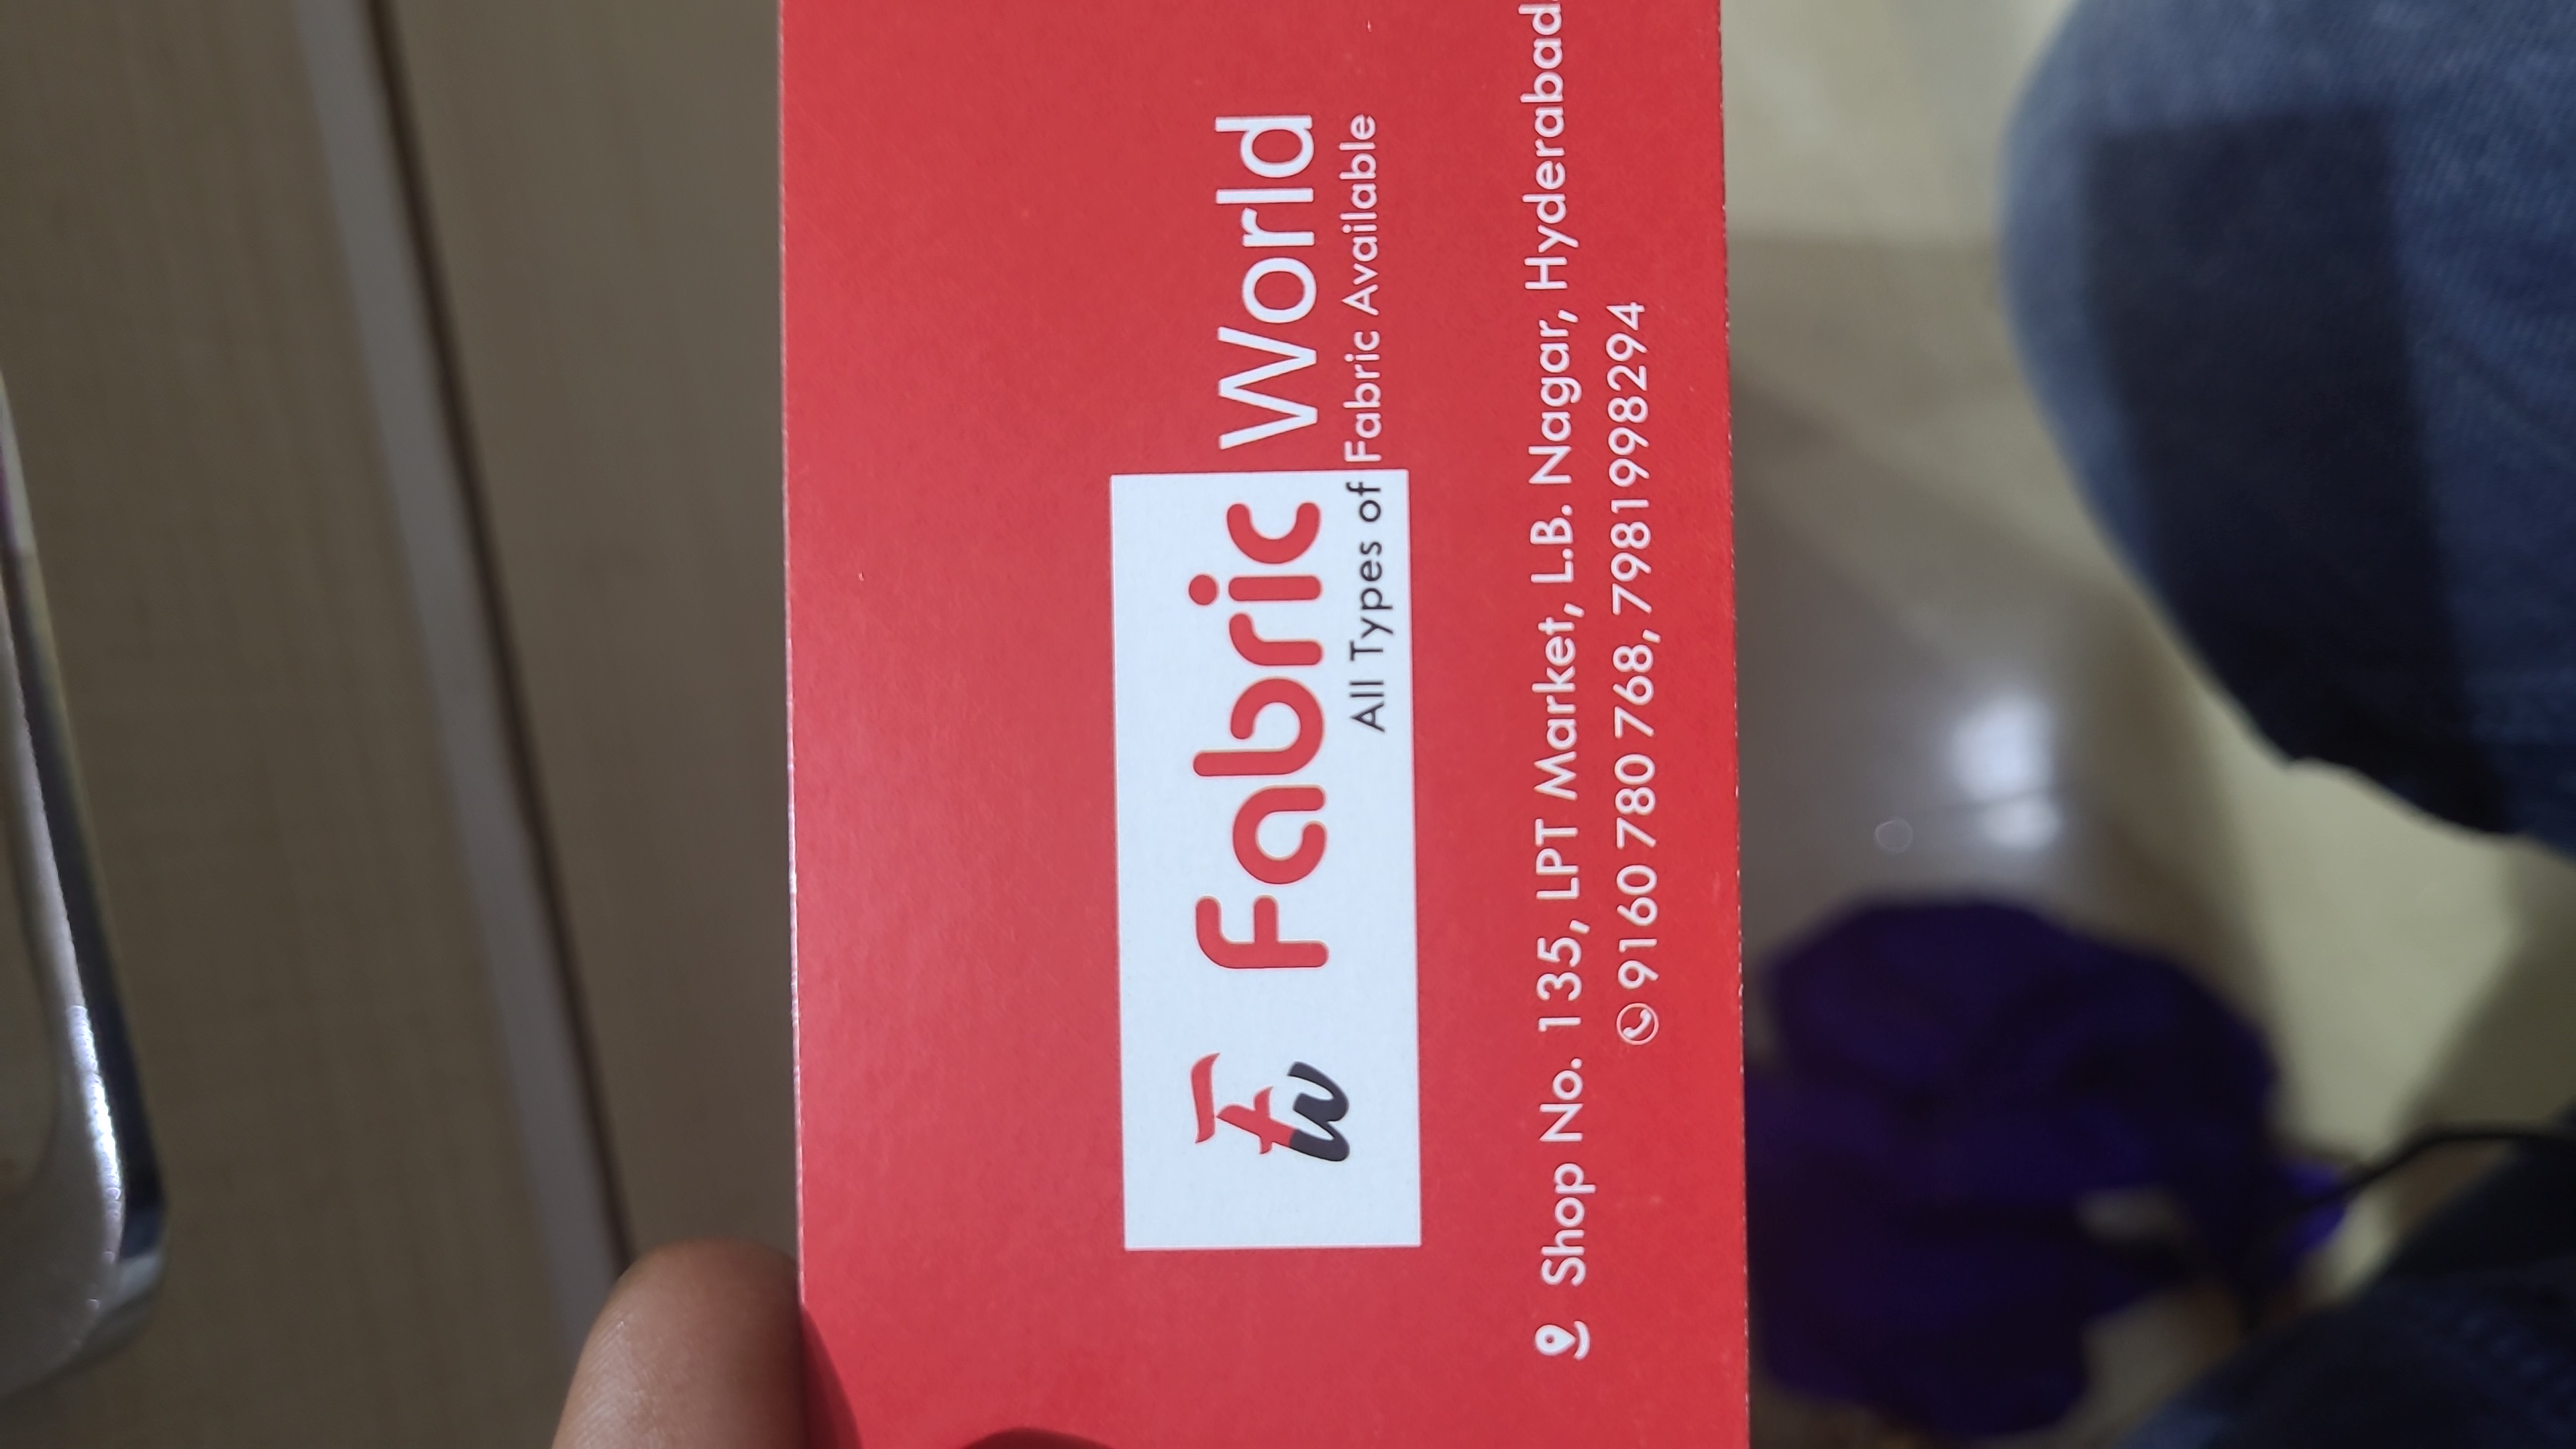 fw Fabric World
All Types of Fabric Available
Shop No. 135, LPT Market, L.B. Nagar, Hyderabad
9160 780 768, 7981998294